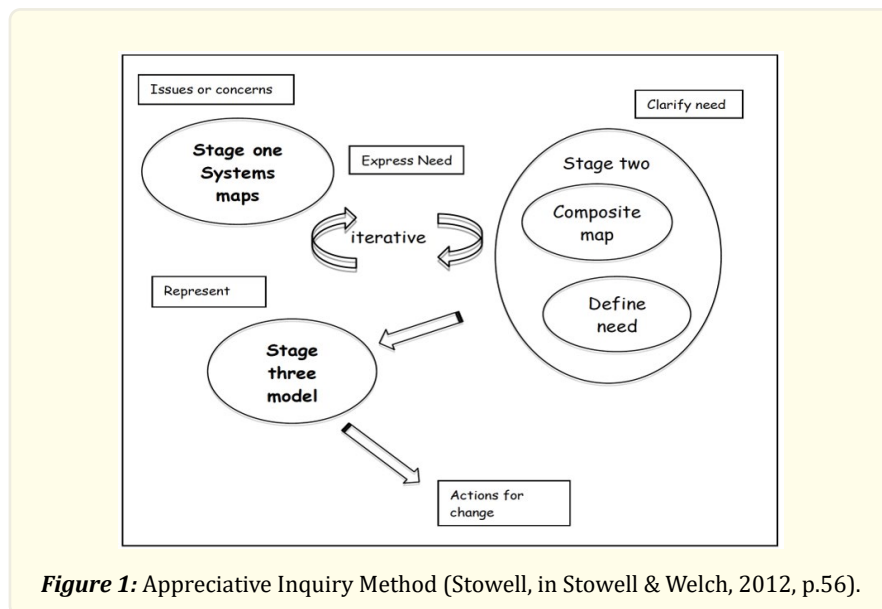 Issues or concerns
Clarify need
Stage one
Systems
maps
Express Need
Stage two
Composite
map
iterative
Represent
Define
need
Stage
three
model
Actions for
change
Figure 1: Appreciative Inquiry Method (Stowell, in Stowell & Welch, 2012, p.56).